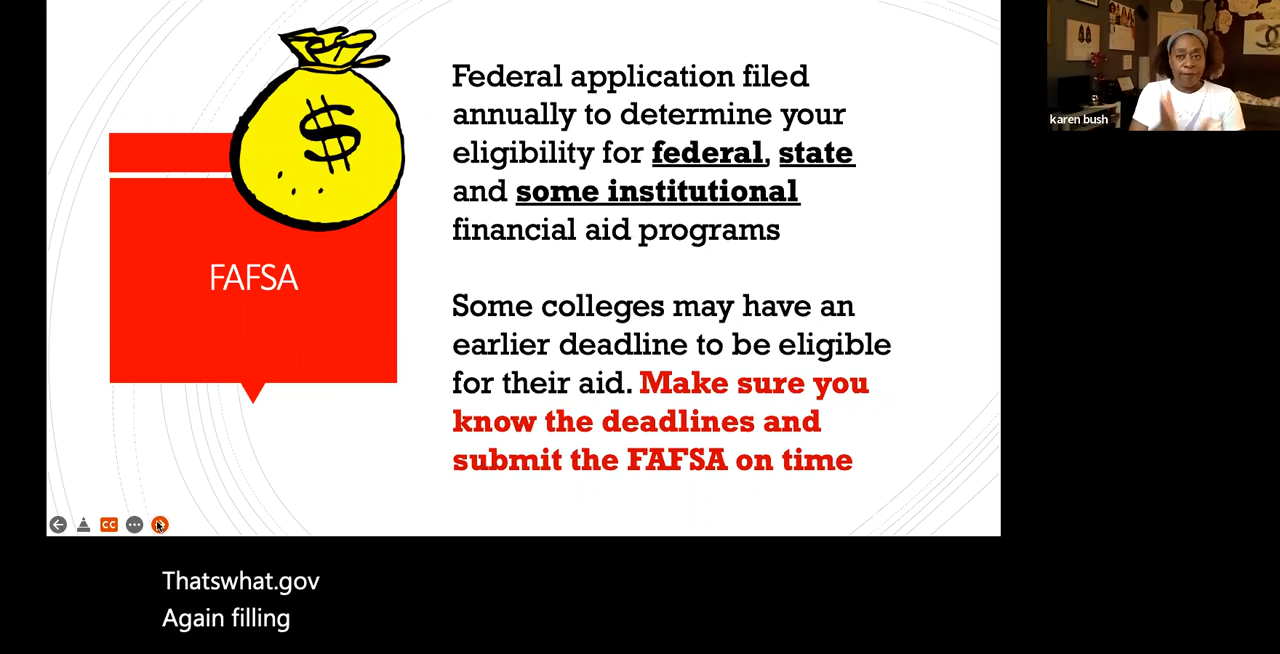 FAFSA
Federal application filed
annually to determine your
eligibility for federal, state
and some institutional
financial aid programs
Some colleges may have an
earlier deadline to be eligible
for their aid. Make sure you
know the deadlines and
submit the FAFSA on time
$
CC
karen bush
Thatswhat.gov
Again filling